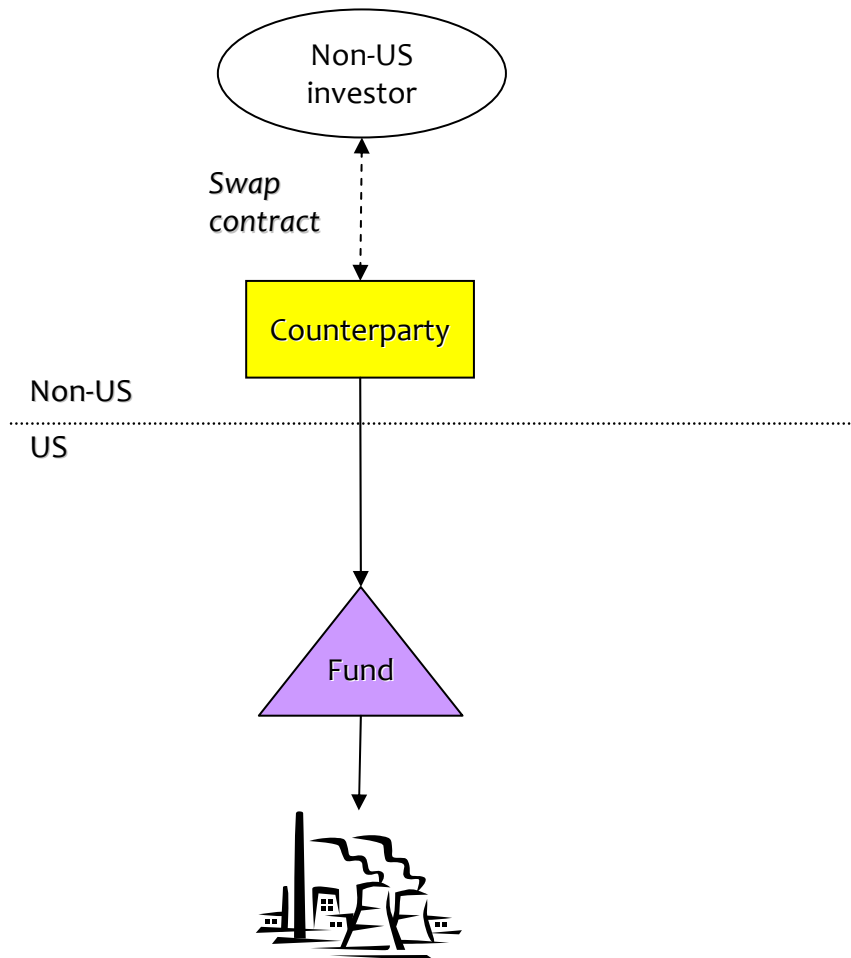 Non-US
investor
Swap
contract
Counterparty
Non-US
US
Fund